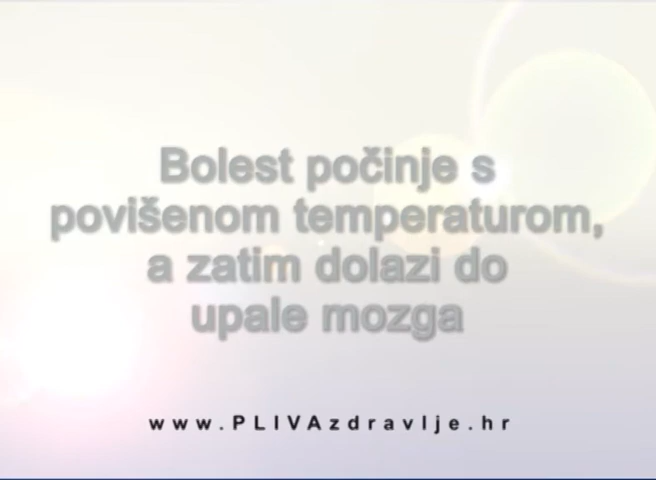 Bolest počinje s
povišenom temperaturom,
a zatim dolazi do
upale mozga
www.PLIVAzdravlje.hr